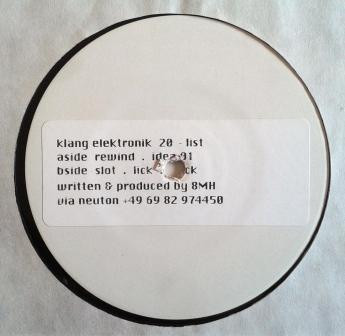 klang elektronik 20 - list
aside rewind . idea 01
bside slot . lick
written & produced by 8MH
via neuton +49 69 82 974450